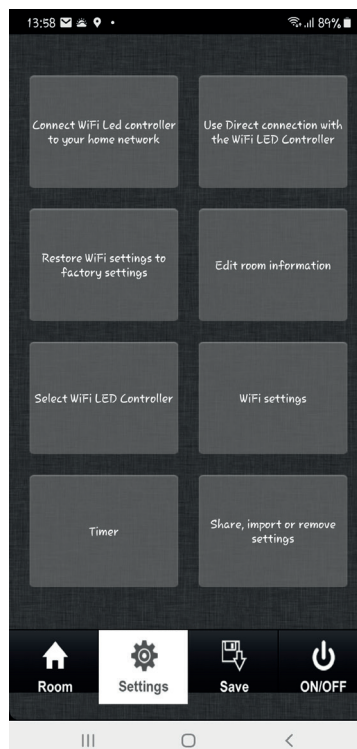 13:58
89%
Connect WiFi Led controller
to your home network
Use Direct connection with
the WiFi LED Controller
Restore WiFi settings to
factory settings
Edit room information
Select WiFi LED Controller
WiFi settings
Timer
Share, import or remove
settings
Room
Settings
Save
ON/OFF